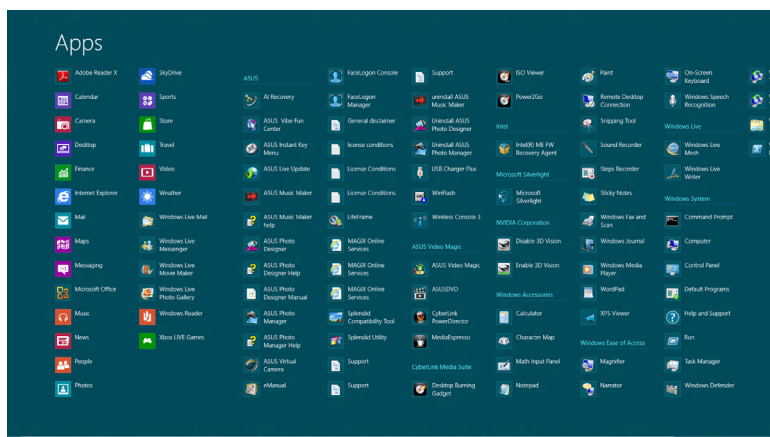 Apps
Adobe Reader X
Calendar
Camera
Desktop
Finance
Internet Explorer
Mail
Maps
Messaging
Microsoft Office
Music
News
People
Photos
SkyDrive
Sports
Store
Travel
Video
Weather
Windows Live Mail
Windows Live
Messenger
Windows Live
Movie Maker
Windows Live
Photo Gallery
Windows Reader
Xbox LIVE Games
ASUS
AI Recovery
ASUS Vibe Fun
Center
ASUS Instant Key
Menu
ASUS Live Update
ASUS Music Maker
ASUS Music Maker
help
ASUS Photo
Designer
ASUS Photo
Designer Help
ASUS Photo
Designer Manual
ASUS Photo
Manager
ASUS Photo
Manager Help
ASUS Virtual
Camera
eManual
FaceLogon Console
FaceLogon
Manager
General disclaimer
license conditions
License Conditions
License Conditions
LifeFrame
MAGIX Online
Services
MAGIX Online
Services
MAGIX Online
Services
Splendid
Compatibility Tool
Splendid Utility
Support
Support
Support
uninstall ASUS
Music Maker
Uninstall ASUS
Photo Designer
Uninstall ASUS
Photo Manager
USB Charger Plus
WinFlash
Wireless Console 3
ASUS Video Magic
ASUS Video Magic
ASUSDVD
CyberLink
PowerDirector
MediaEspresso
CyberLink Media Suite
Desktop Burning
Gadget
ISO Viewer
Power2Go
Intel
Intel(R) ME FW
Recovery Agent
Microsoft Silverlight
Microsoft
Silverlight
NVIDIA Corporation
Disable 3D Vision
Enable 3D Vision
Windows Accessories
Calculator
Character Map
Math Input Panel
Notepad
Paint
Remote Desktop
Connection
Snipping Tool
Sound Recorder
Steps Recorder
Sticky Notes
Windows Fax and
Scan
Windows Journal
Windows Media
Player
WordPad
XPS Viewer
Windows Ease of Access
Magnifier
Narrator
On-Screen
Keyboard
Windows Speech
Recognition
Windows Live
Windows Live
Mesh
Windows Live
Writer
Windows System
Command Prompt
Computer
Control Panel
Default Programs
Help and Support
Run
Task Manager
Windows Defender